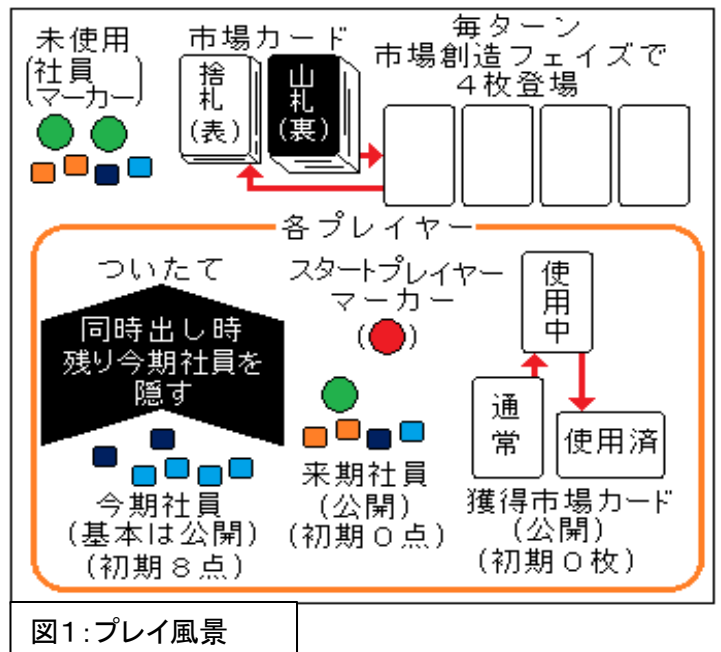 未使用
(社員
マーカー)
市場カード
捨札(表)
山札(裏)
毎ターン
市場創造フェイズで
4枚登場
各プレイヤー
ついたて
同時出し時
残り今期社員を
隠す
今期社員
(基本は公開)
(初期8点)
スタートプレイヤー
マーカー
( )
来期社員
(公開)
(初期0点)
使用中
通常
使用済
獲得市場カード
(公開)
(初期0枚)
図1:プレイ風景